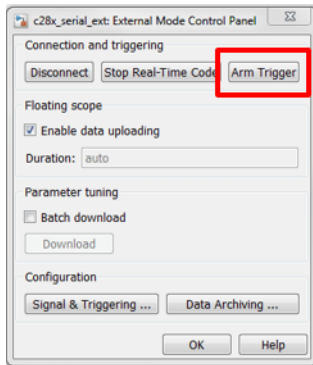 c28x_serial_ext: External Mode Control Panel
Connection and triggering
Disconnect Stop Real-Time Code Arm Trigger
Floating scope
Enable data uploading
Duration: auto
Parameter tuning
Batch download
Download
Configuration
Signal & Triggering ... Data Archiving ...
OK Help